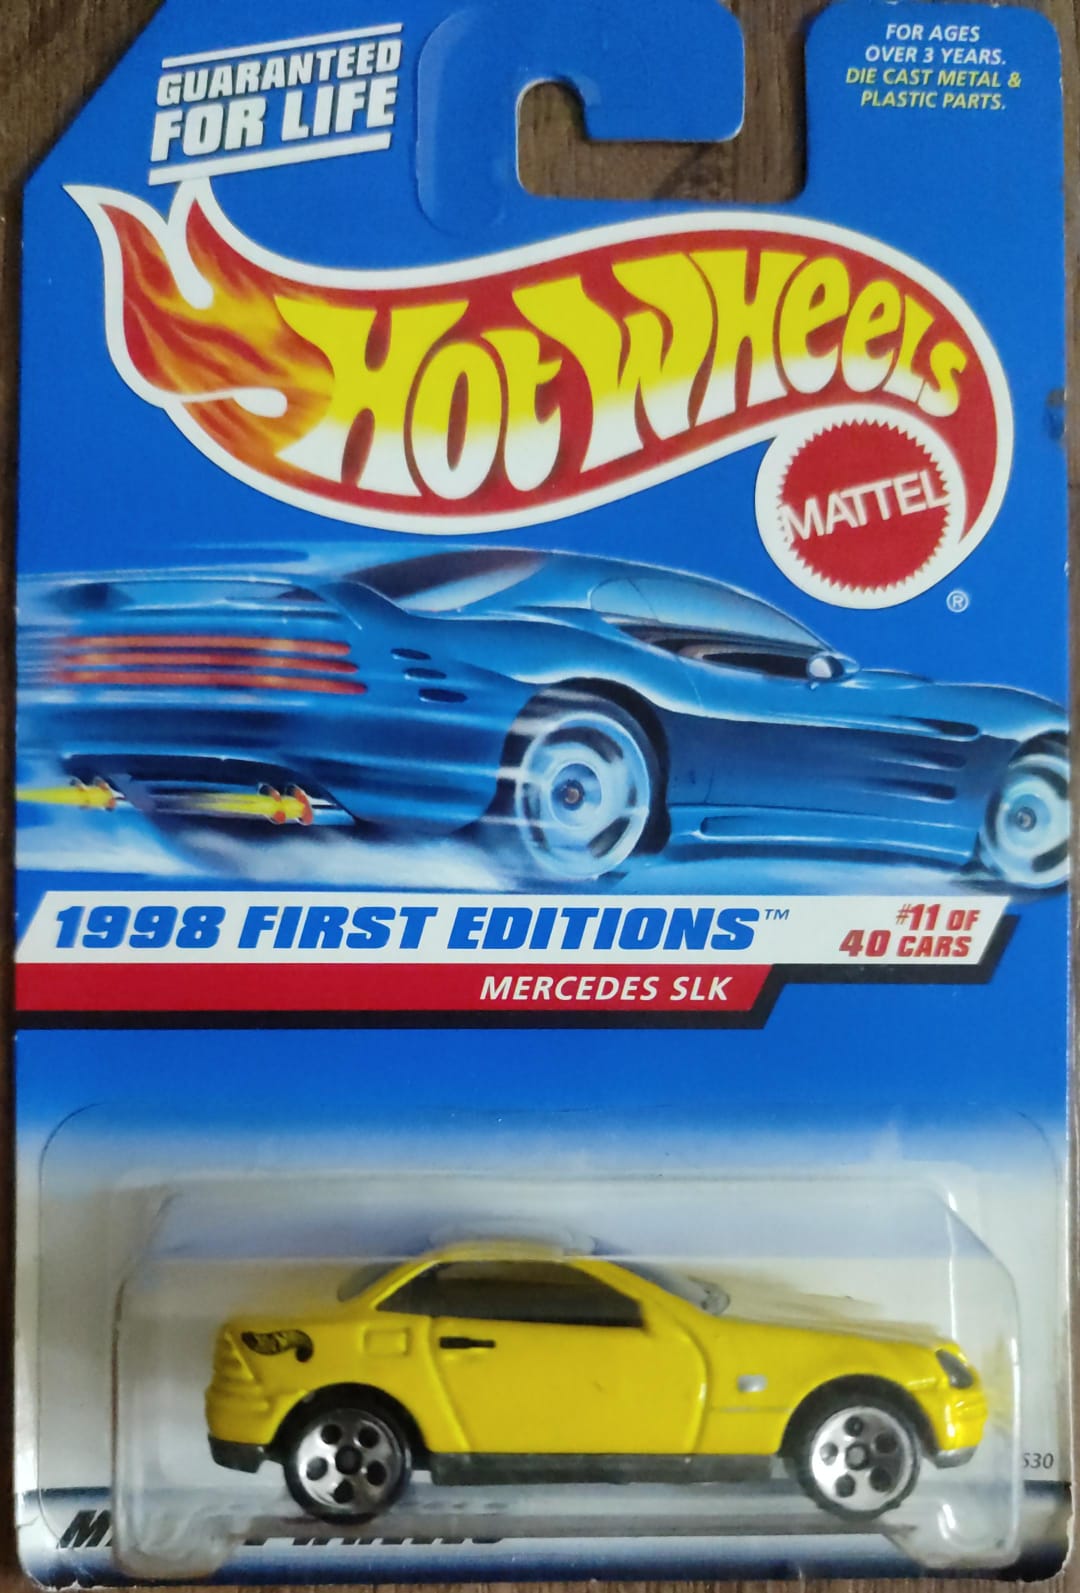 GUARANTEED
FOR LIFE
FOR AGES
OVER 3 YEARS.
DIE CAST METAL &
PLASTIC PARTS.
HOT WHEELS
MATTEL
®
1998 FIRST EDITIONS™
#11 OF
40 CARS
MERCEDES SLK